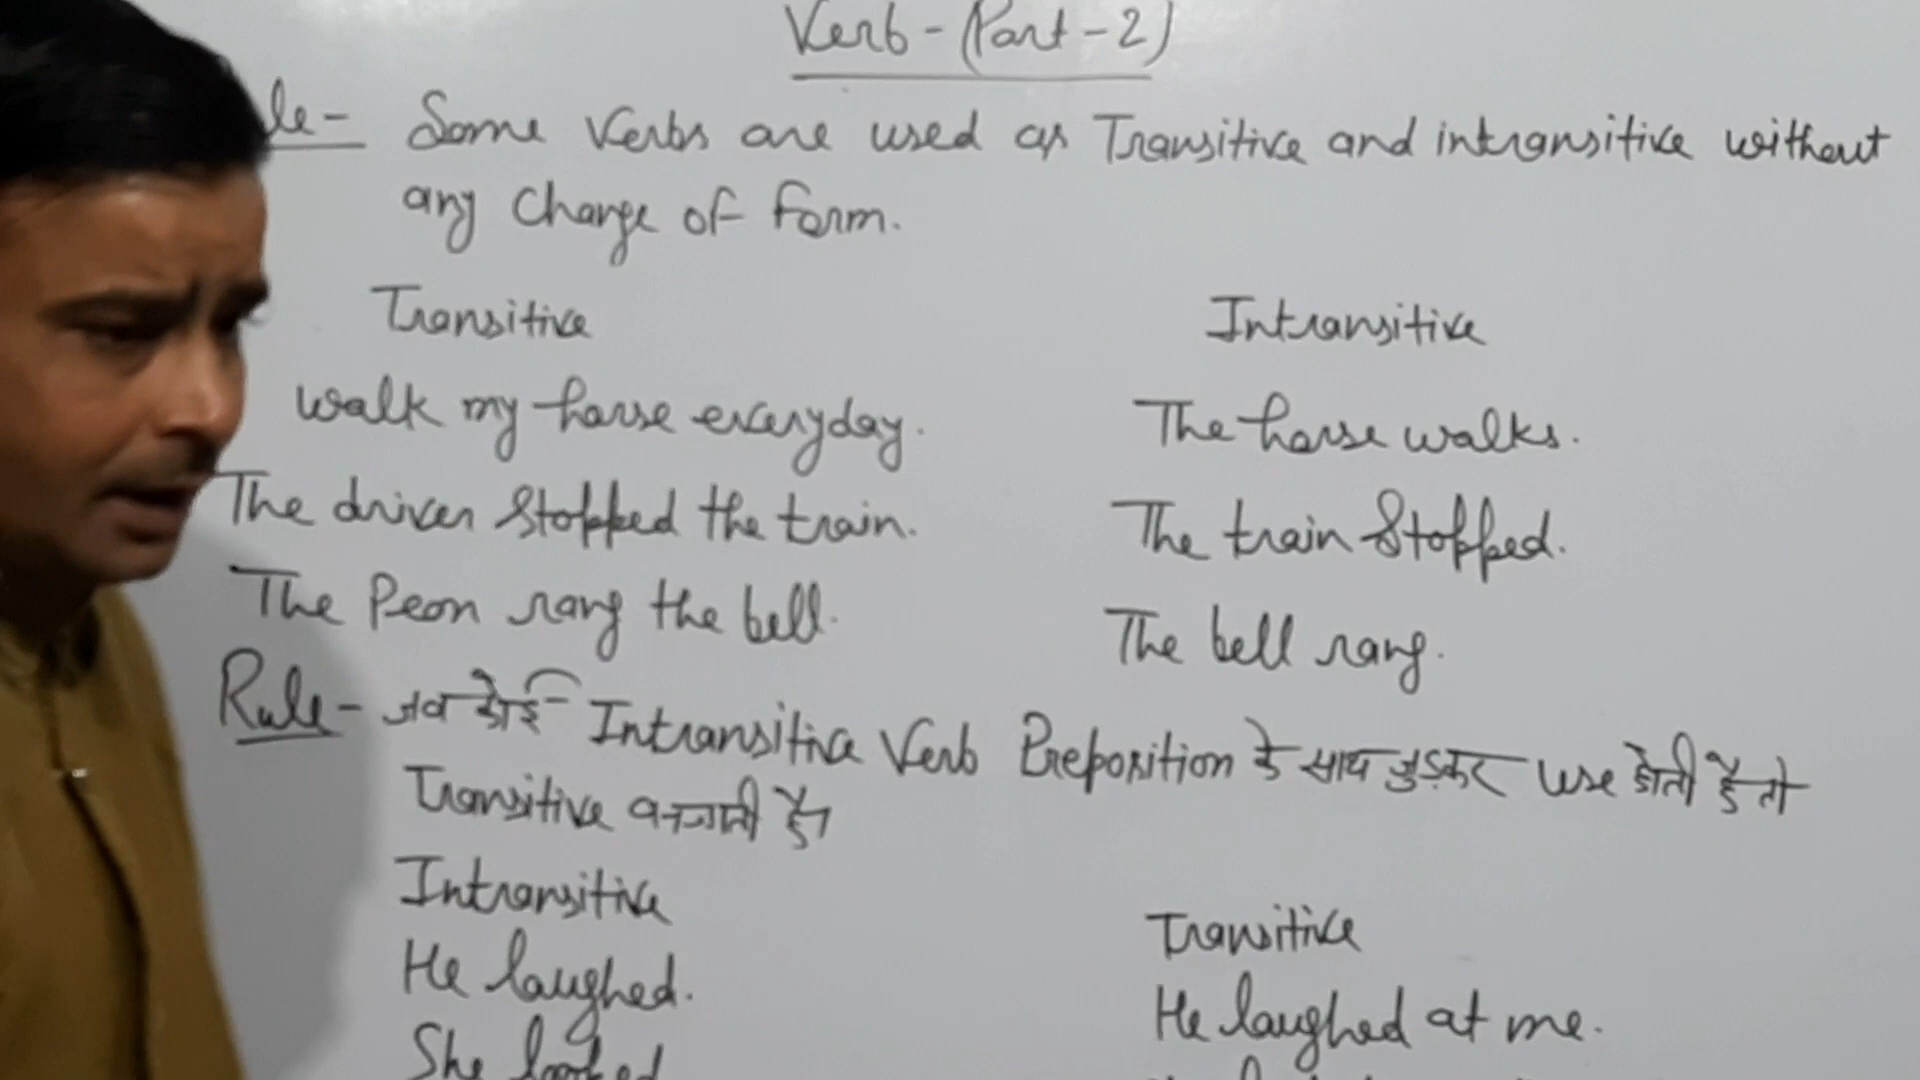 Verb - (Part - 2)
le - Some Verbs are used as Transitive and intransitive without
any Change of form.
Transitive Intransitive
walk my horse everyday. The horse walks.
The driver stopped the train. The train stopped.
The Peon rang the bell. The bell rang.
Rule - जब कोई Intransitive Verb Preposition के साथ जुड़कर use होती है तो
Transitive बनजाती है।
Intransitive Transitive
He laughed. He laughed at me.
She looked